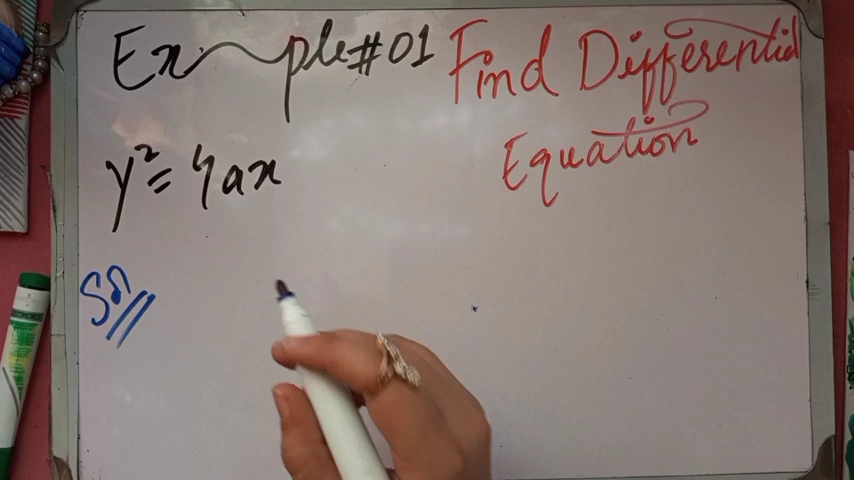 Example #01 Find Differential
Equation
y² = 4ax
Sol